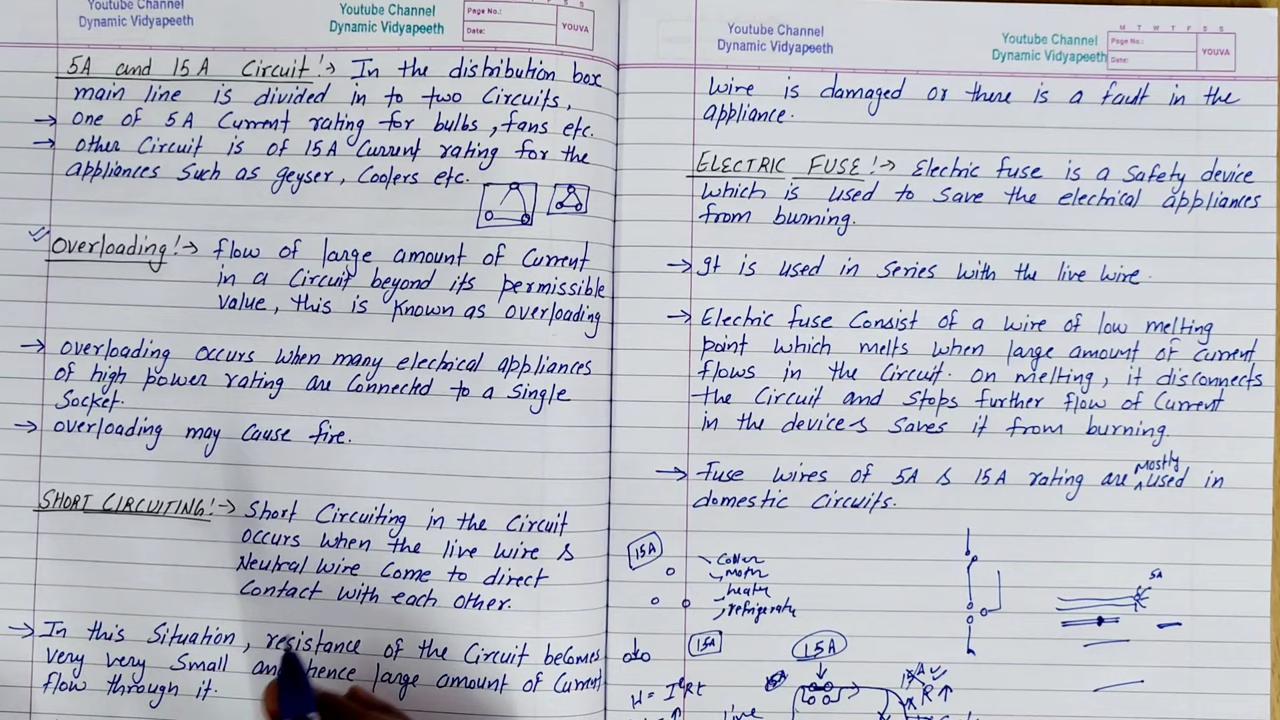 Youtube Channel
Dynamic Vidyapeeth
Youtube Channel
Dynamic Vidyapeeth
Page No.:
Date:
YOUVA
5A and 15 A Circuit !→ In the distribution box
main line is divided in to two Circuits,
→ one of 5A Current rating for bulbs, fans etc.
→ other Circuit is of 15A Current rating for the
appliances Such as geyser, Coolers etc.
Overloading !→ flow of large amount of Current
in a Circuit beyond its permissible
value, this is known as overloading
→ overloading occurs when many electrical appliances
of high power rating are Connected to a Single
Socket.
→ overloading may cause fire.
SHORT CIRCUITING !→ Short Circuiting in the Circuit
occurs when the live wire &
Neutral wire Come to direct
Contact with each other.
→ In this Situation, resistance of the Circuit becomes
very very Small and hence large amount of Current
flow through it.
Youtube Channel
Dynamic Vidyapeeth
Youtube Channel
Dynamic Vidyapeeth
M T W T F S S
Page No.:
Date:
YOUVA
wire is damaged or there is a fault in the
appliance.
ELECTRIC FUSE !→ Electric fuse is a Safety device
which is used to Save the electrical appliances
from burning.
→ It is used in Series with the live wire.
→ Electric fuse Consist of a wire of low melting
point which melts when large amount of current
flows in the Circuit. on melting, it disconnects
the Circuit and Stops further flow of Current
in the device & Saves it from burning.
→ Fuse wires of 5A & 15A rating are mostly used in
domestic Circuits.
15A
heater
refrigerator
5A
15A
15A
H = I²Rt
15A
R ↑
live